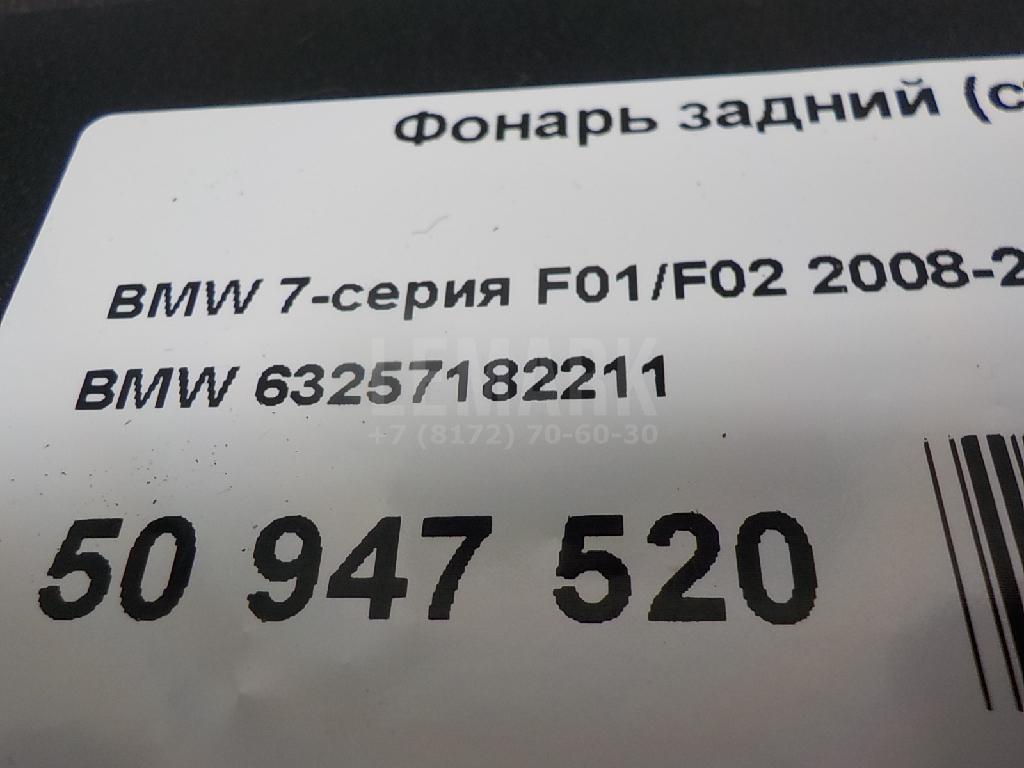 Фонарь задний (с
BMW 7-серия F01/F02 2008-2
BMW 63257182211
LEMARK
+7 (8172) 70-60-30
50 947 520